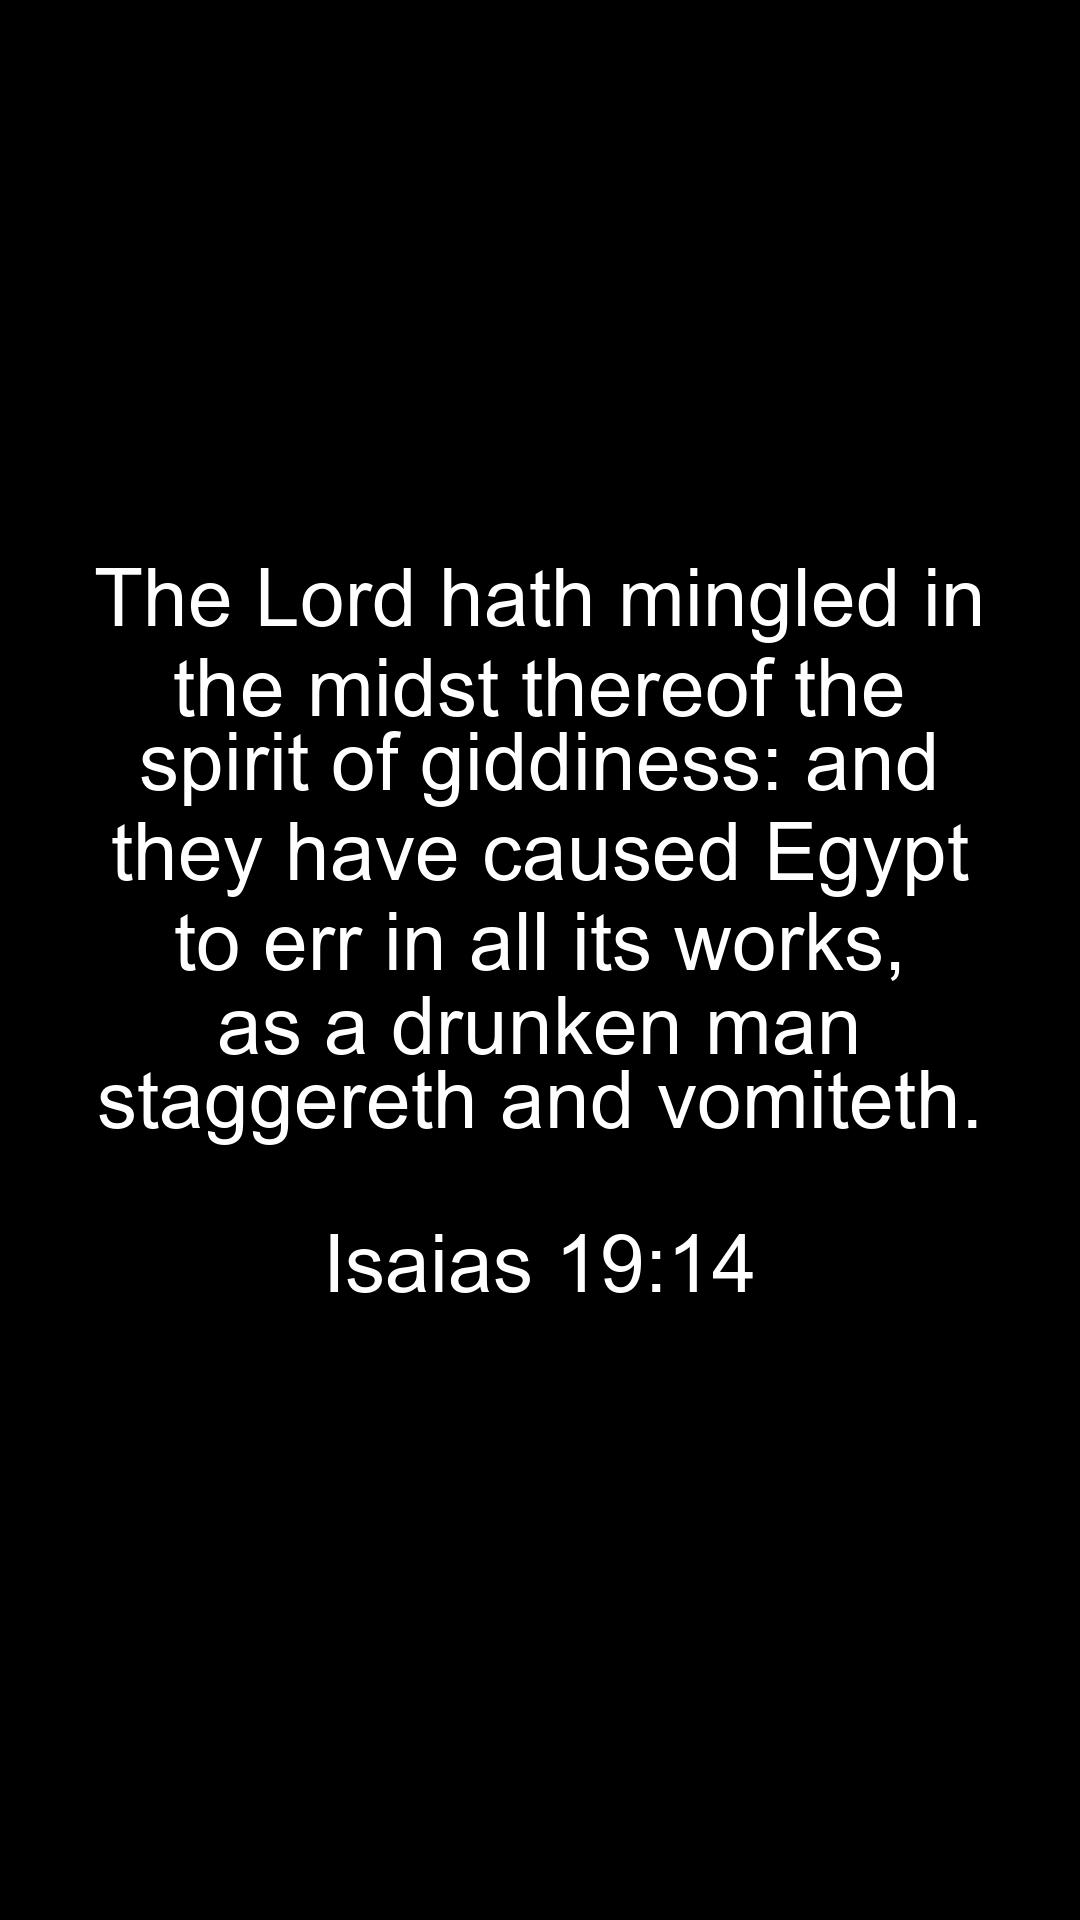 The Lord hath mingled in
the midst thereof the
spirit of giddiness: and
they have caused Egypt
to err in all its works,
as a drunken man
staggereth and vomiteth.
Isaias 19:14